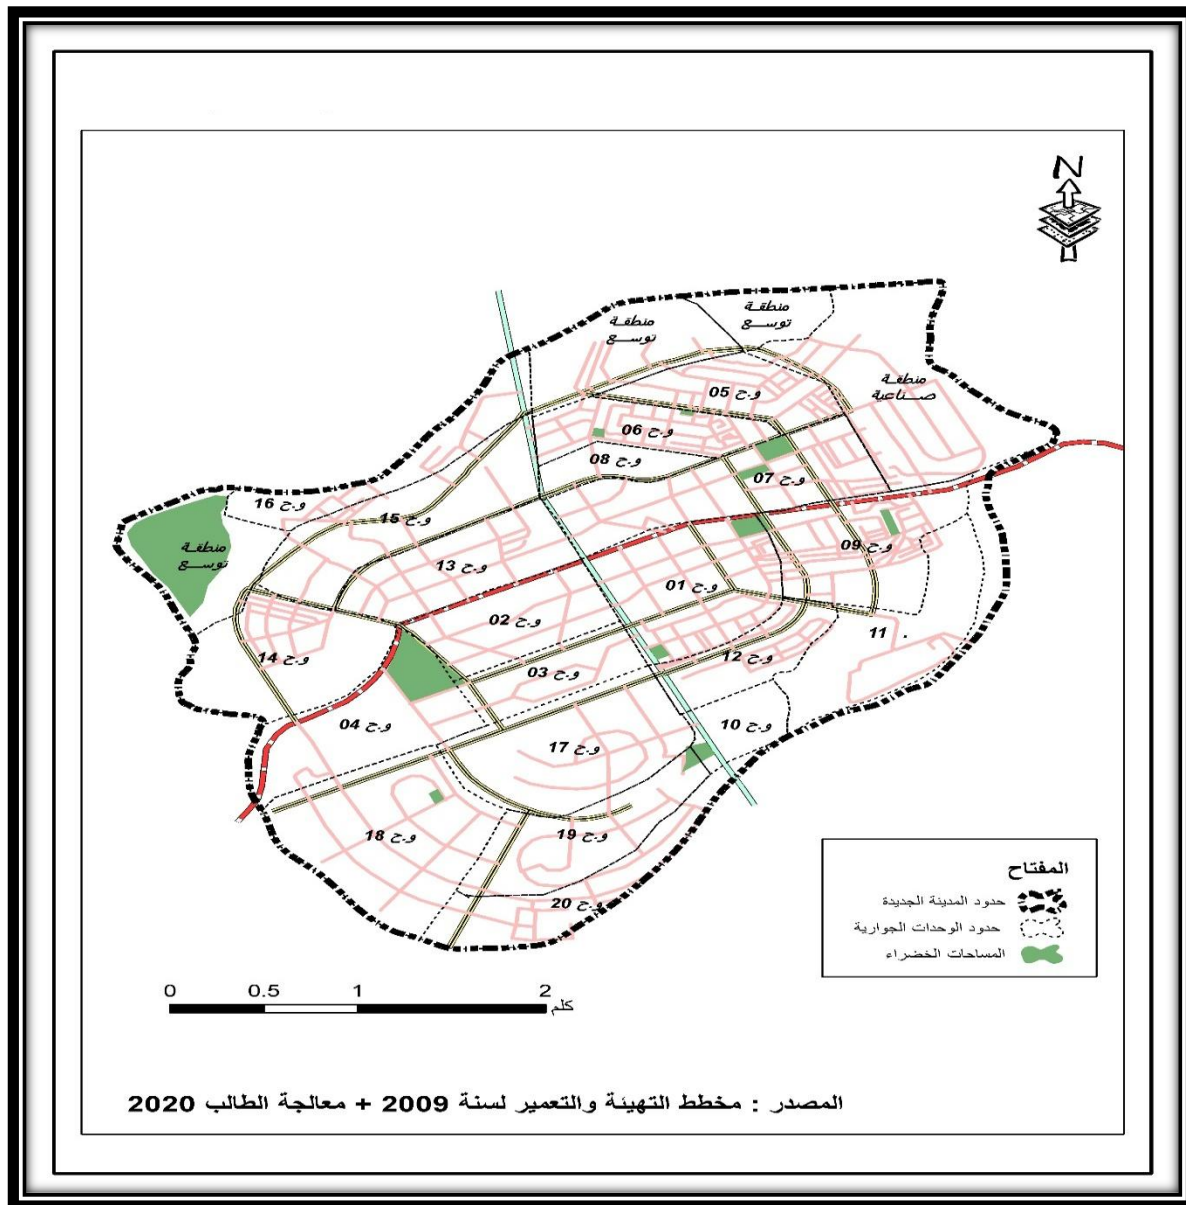 N
منطقة
توسع
منطقة
توسع
منطقة
صناعية
و.ح 05
و.ح 06
و.ح 08
و.ح 07
و.ح 16
و.ح 15
منطقة
توسع
و.ح 09
و.ح 13
و.ح 01
و.ح 02
11
و.ح 14
و.ح 12
و.ح 03
و.ح 04
و.ح 10
و.ح 17
و.ح 18
و.ح 19
و.ح 20
المفتاح
حدود المدينة الجديدة
حدود الوحدات الجوارية
المساحات الخضراء
0 0.5 1 2
كلم
المصدر : مخطط التهيئة والتعمير لسنة 2009 + معالجة الطالب 2020